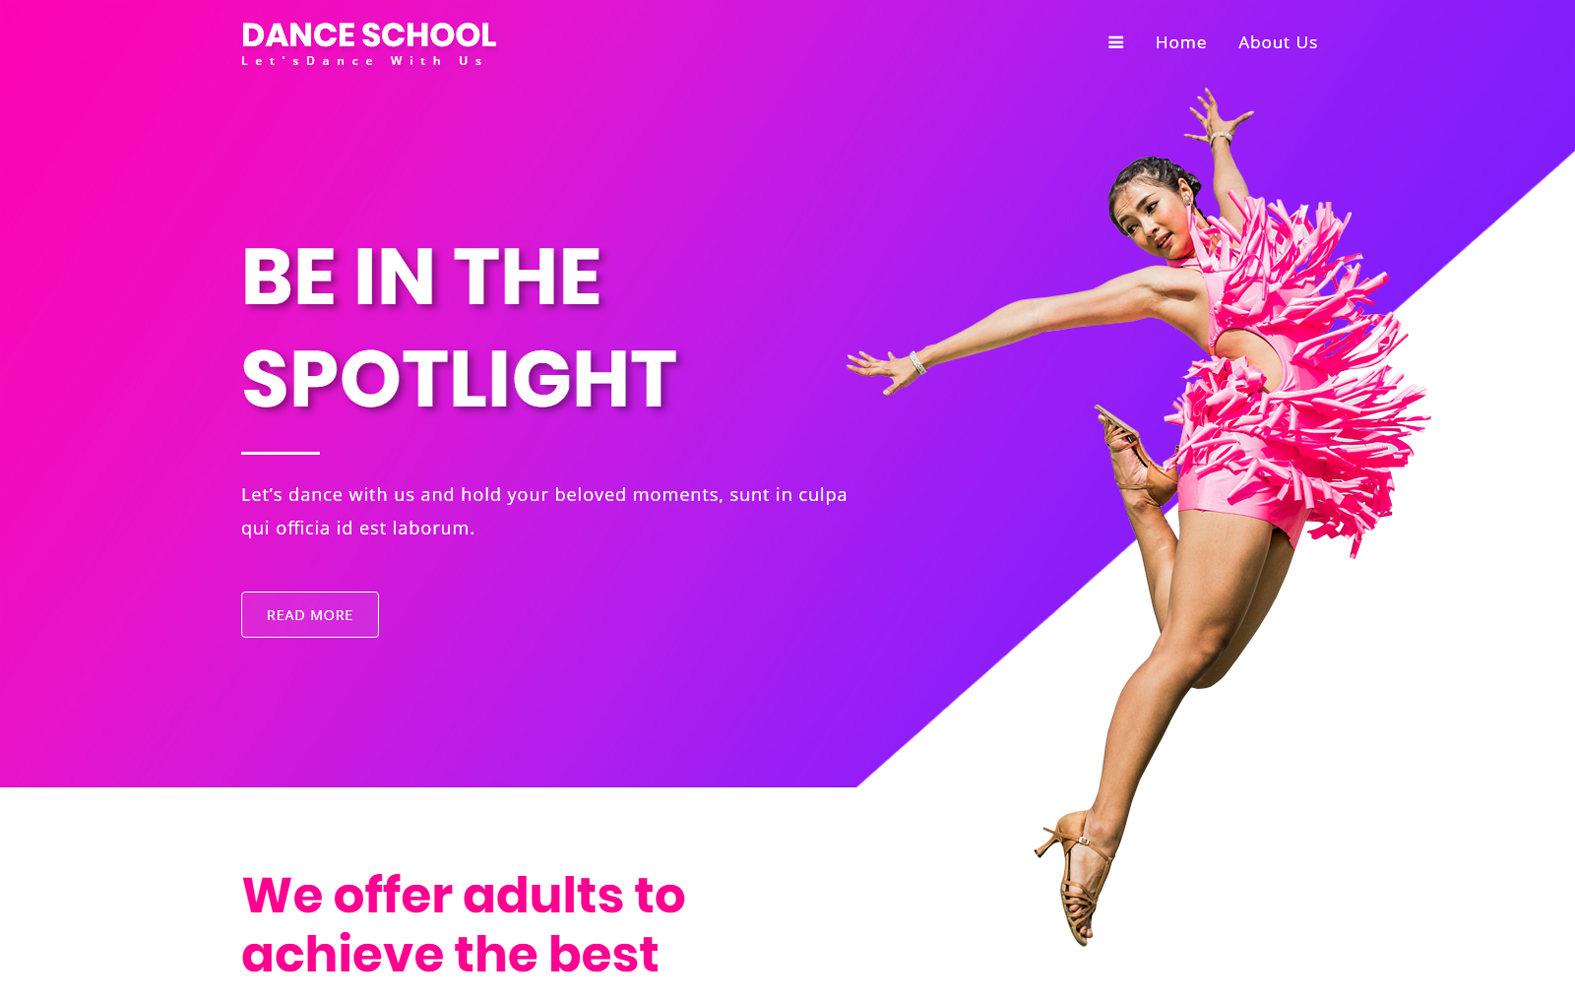 DANCE SCHOOL
Let'sDance With Us
Home
About Us
BE IN THE
SPOTLIGHT
Let’s dance with us and hold your beloved moments, sunt in culpa
qui officia id est laborum.
READ MORE
We offer adults to
achieve the best